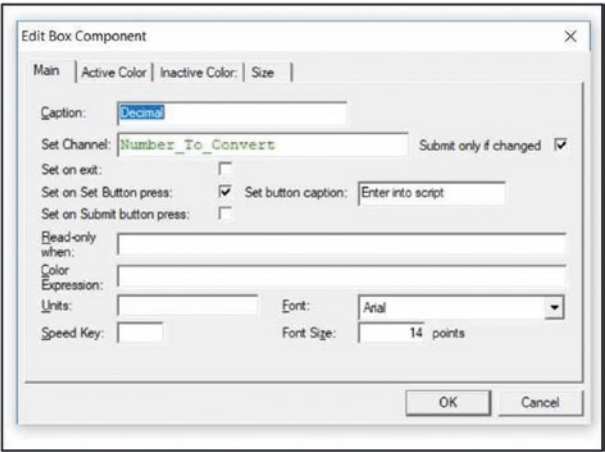 Edit Box Component
Main Active Color Inactive Color: Size
Caption: Decimal
Set Channel: Number_To_Convert Submit only if changed
Set on exit:
Set on Set Button press: Set button caption: Enter into script
Set on Submit button press:
Read-only
when:
Color
Expression:
Units: Font: Arial
Speed Key: Font Size: 14 points
OK Cancel